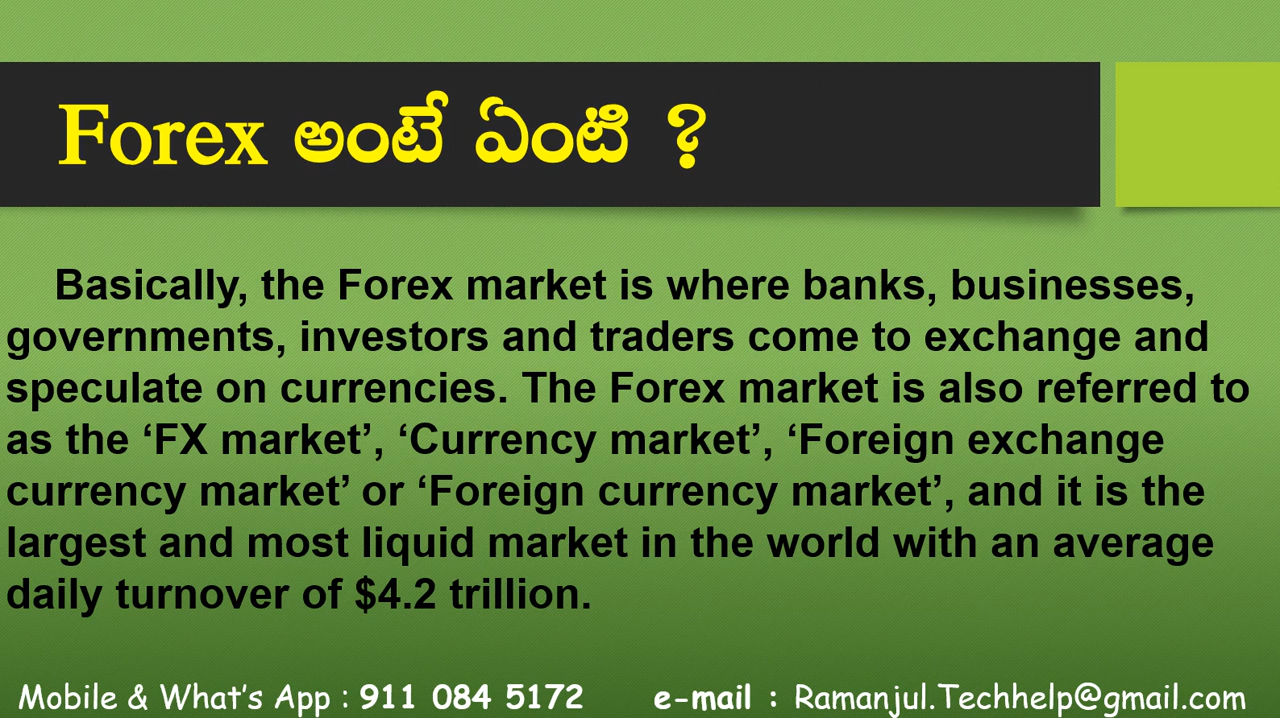 Forex అంటే ఏంటి ?
Basically, the Forex market is where banks, businesses,
governments, investors and traders come to exchange and
speculate on currencies. The Forex market is also referred to
as the ‘FX market’, ‘Currency market’, ‘Foreign exchange
currency market’ or ‘Foreign currency market’, and it is the
largest and most liquid market in the world with an average
daily turnover of $4.2 trillion.
Mobile & What’s App : 911 084 5172 e-mail : Ramanjul.Techhelp@gmail.com